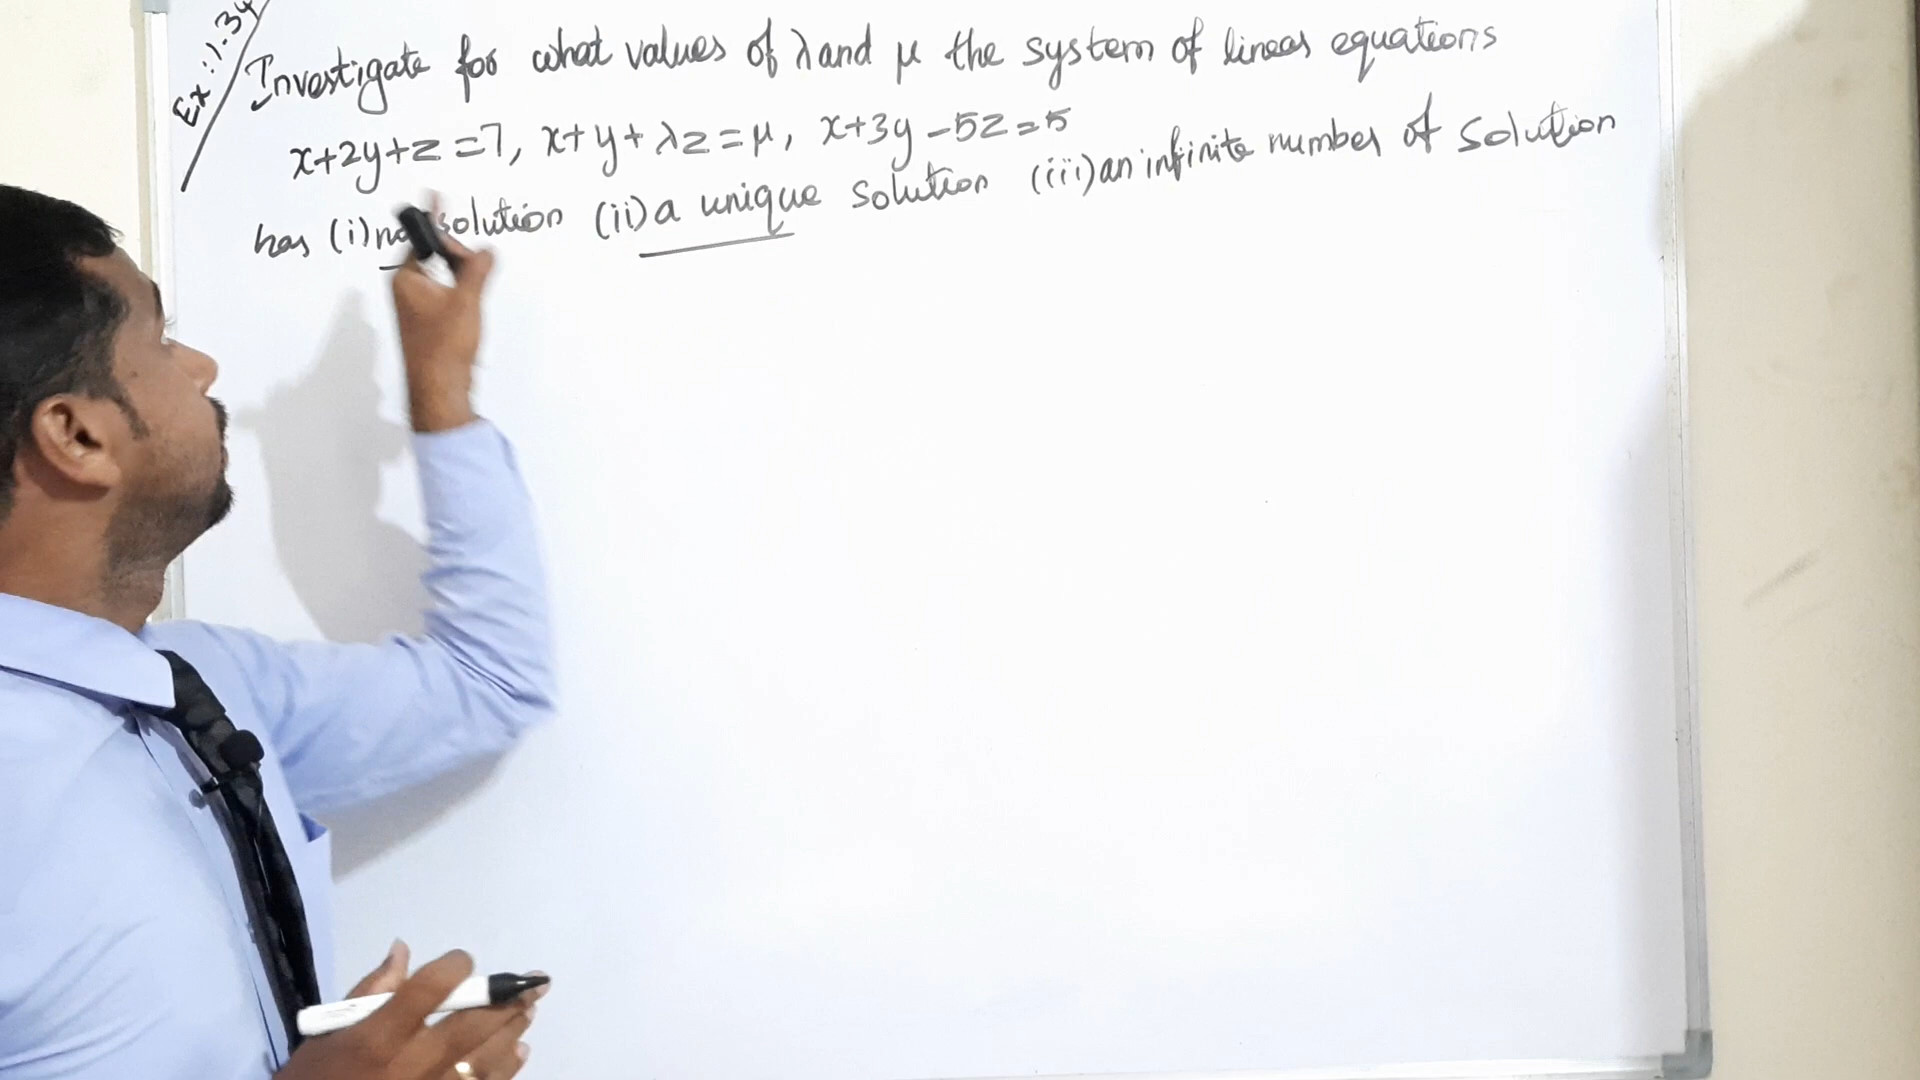 Ex: 1.34
Investigate for what values of λ and μ the system of linear equations
x+2y+z=7, x+y+λz=μ, x+3y-5z=5
has (i) no solution (ii) a unique solution (iii) an infinite number of solution